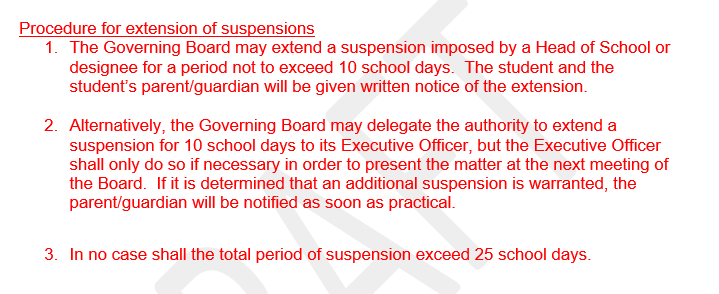 Procedure for extension of suspensions
1. The Governing Board may extend a suspension imposed by a Head of School or
designee for a period not to exceed 10 school days. The student and the
student's parent/guardian will be given written notice of the extension.
2. Alternatively, the Governing Board may delegate the authority to extend a
suspension for 10 school days to its Executive Officer, but the Executive Officer
shall only do so if necessary in order to present the matter at the next meeting of
the Board. If it is determined that an additional suspension is warranted, the
parent/guardian will be notified as soon as practical.
3. In no case shall the total period of suspension exceed 25 school days.